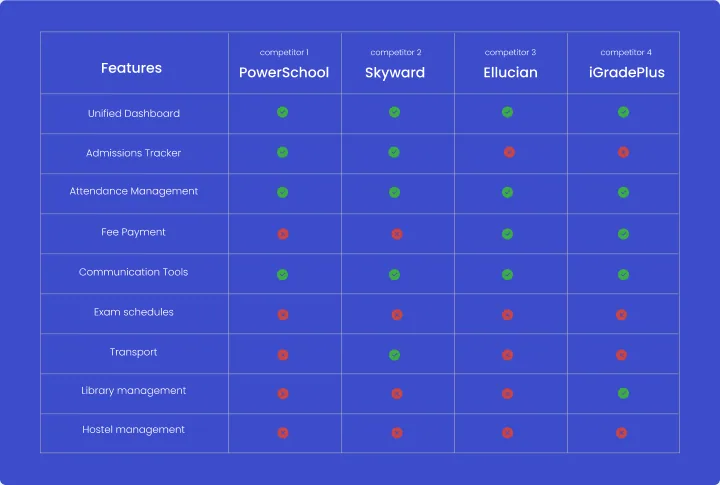 Features
competitor 1
PowerSchool
competitor 2
Skyward
competitor 3
Ellucian
competitor 4
iGradePlus
Unified Dashboard
Admissions Tracker
Attendance Management
Fee Payment
Communication Tools
Exam schedules
Transport
Library management
Hostel management